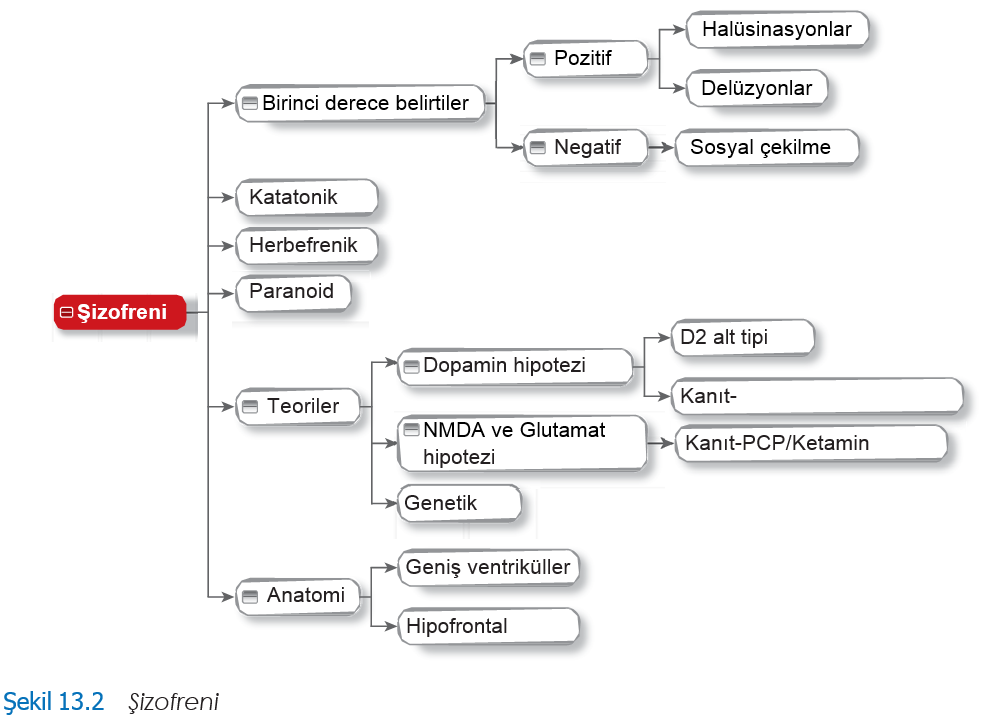 Halüsinasyonlar
Pozitif
Delüzyonlar
Birinci derece belirtiler
Negatif
Sosyal çekilme
Katatonik
Herbefrenik
Paranoid
Şizofreni
D2 alt tipi
Dopamin hipotezi
Kanıt-
Teoriler
NMDA ve Glutamat
hipotezi
Kanıt-PCP/Ketamin
Genetik
Geniş ventriküller
Anatomi
Hipofrontal
Şekil 13.2 Şizofreni